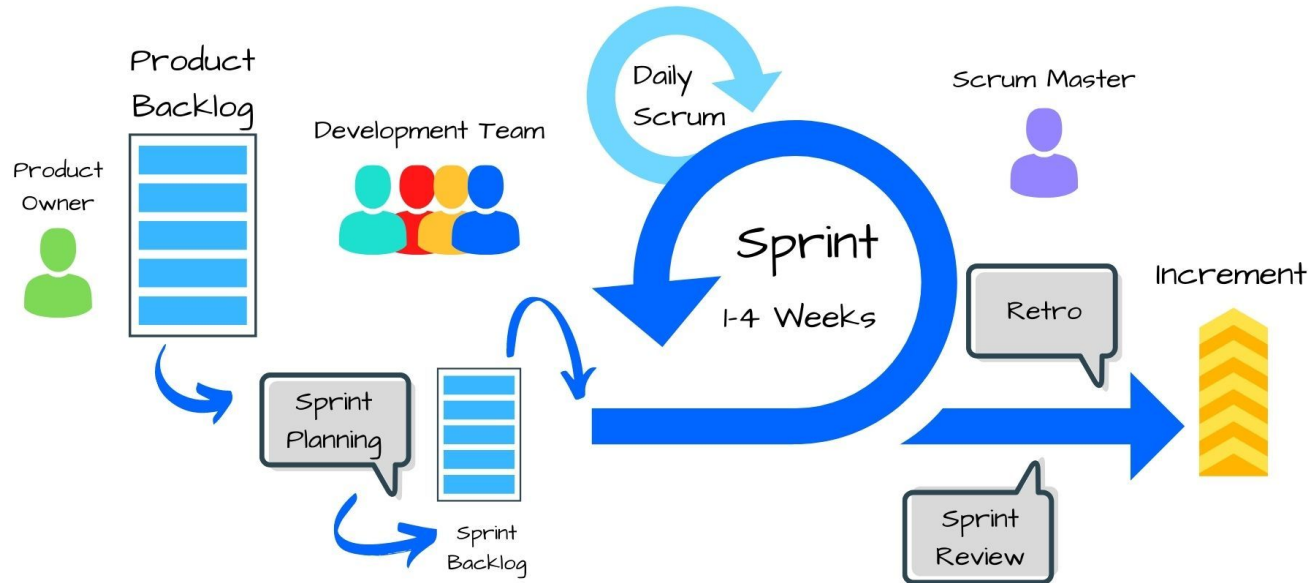 Product
Backlog
Product
Owner
Development Team
Daily
Scrum
Scrum Master
Sprint
1-4 Weeks
Retro
Increment
Sprint
Planning
Sprint
Backlog
Sprint
Review